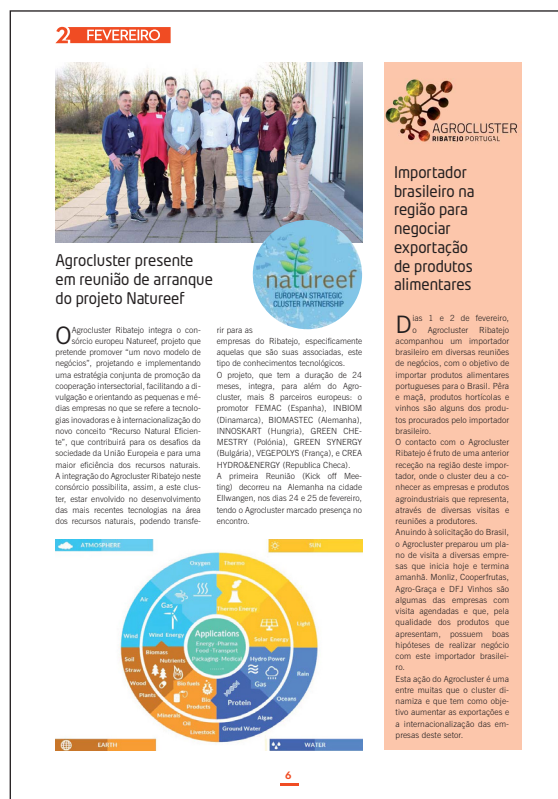 2. FEVEREIRO
Agrocluster presente
em reunião de arranque
do projeto Natureef
natureef
EUROPEAN STRATEGIC
CLUSTER PARTNERSHIP
O Agrocluster Ribatejo integra o con-
sórcio europeu Natureef, projeto que
pretende promover “um novo modelo de
negócios”, projetando e implementando
uma estratégia conjunta de promoção da
cooperação intersectorial, facilitando a di-
vulgação e orientando as pequenas e mé-
dias empresas no que se refere a tecnolo-
gias inovadoras e à internacionalização do
novo conceito “Recurso Natural Eficien-
te”, que contribuirá para os desafios da
sociedade da União Europeia e para uma
maior eficiência dos recursos naturais.
A integração do Agrocluster Ribatejo neste
consórcio possibilita, assim, a este clus-
ter, estar envolvido no desenvolvimento
das mais recentes tecnologias na área
dos recursos naturais, podendo transfe-
rir para as
empresas do Ribatejo, especificamente
aquelas que são suas associadas, este
tipo de conhecimentos tecnológicos.
O projeto, que tem a duração de 24
meses, integra, para além do Agro-
cluster, mais 8 parceiros europeus: o
promotor FEMAC (Espanha), INBIOM
(Dinamarca), BIOMASTEC (Alemanha),
INNOSKART (Hungria), GREEN CHE-
MESTRY (Polónia), GREEN SYNERGY
(Bulgária), VEGEPOLYS (França), e CREA
HYDRO&ENERGY (Republica Checa).
A primeira Reunião (Kick off Mee-
ting) decorreu na Alemanha na cidade
Ellwangen, nos dias 24 e 25 de fevereiro,
tendo o Agrocluster marcado presença no
encontro.
ATMOSPHERE
SUN
Oxygen
Thermo
Air
Gas
Thermo Energy
Light
Wind
Wind Energy
Solar Energy
Applications
Energy-Pharma
Food-Transport
Packaging-Medical
Soil
Straw
Wood
Plants
Biomass
Nutrients
Bio fuels
Bio
Products
Minerals
Oil
Livestock
Hydro Power
Gas
Protein
Rain
Oceans
Algae
Ground Water
EARTH
WATER
AGROCLUSTER
RIBATEJO PORTUGAL
Importador
brasileiro na
região para
negociar
exportação
de produtos
alimentares
Dias 1 e 2 de fevereiro,
o Agrocluster Ribatejo
acompanhou um importador
brasileiro em diversas reuniões
de negócios, com o objetivo de
importar produtos alimentares
portugueses para o Brasil. Pêra
e maçã, produtos hortícolas e
vinhos são alguns dos produ-
tos procurados pelo importador
brasileiro.
O contacto com o Agrocluster
Ribatejo é fruto de uma anterior
receção na região deste impor-
tador, onde o cluster deu a co-
nhecer as empresas e produtos
agroindustriais que representa,
através de diversas visitas e
reuniões a produtores.
Anuindo à solicitação do Brasil,
o Agrocluster preparou um pla-
no de visita a diversas empre-
sas que inicia hoje e termina
amanhã. Monliz, Cooperfrutas,
Agro-Graça e DFJ Vinhos são
algumas das empresas com
visita agendadas e que, pela
qualidade dos produtos que
apresentam, possuem boas
hipóteses de realizar negócio
com este importador brasilei-
ro.
Esta ação do Agrocluster é uma
entre muitas que o cluster di-
namiza e que tem como obje-
tivo aumentar as exportações e
a internacionalização das em-
presas deste setor.
6